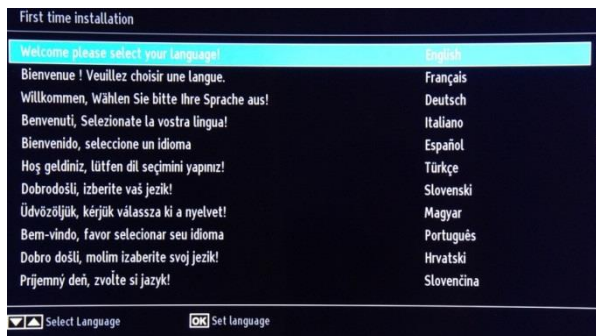 First time installation
Welcome please select your language! English
Bienvenue ! Veuillez choisir une langue. Français
Willkommen, Wählen Sie bitte Ihre Sprache aus! Deutsch
Benvenuti, Selezionate la vostra lingua! Italiano
Bienvenido, seleccione un idioma Español
Hoş geldiniz, lütfen dil seçimini yapınız! Türkçe
Dobrodošli, izberite vaš jezik! Slovenski
Üdvözöljük, kérjük válassza ki a nyelvet! Magyar
Bem-vindo, favor selecionar seu idioma Português
Dobro došli, molim izaberite svoj jezik! Hrvatski
Príjemný deň, zvoľte si jazyk! Slovenčina
Select Language OK Set language